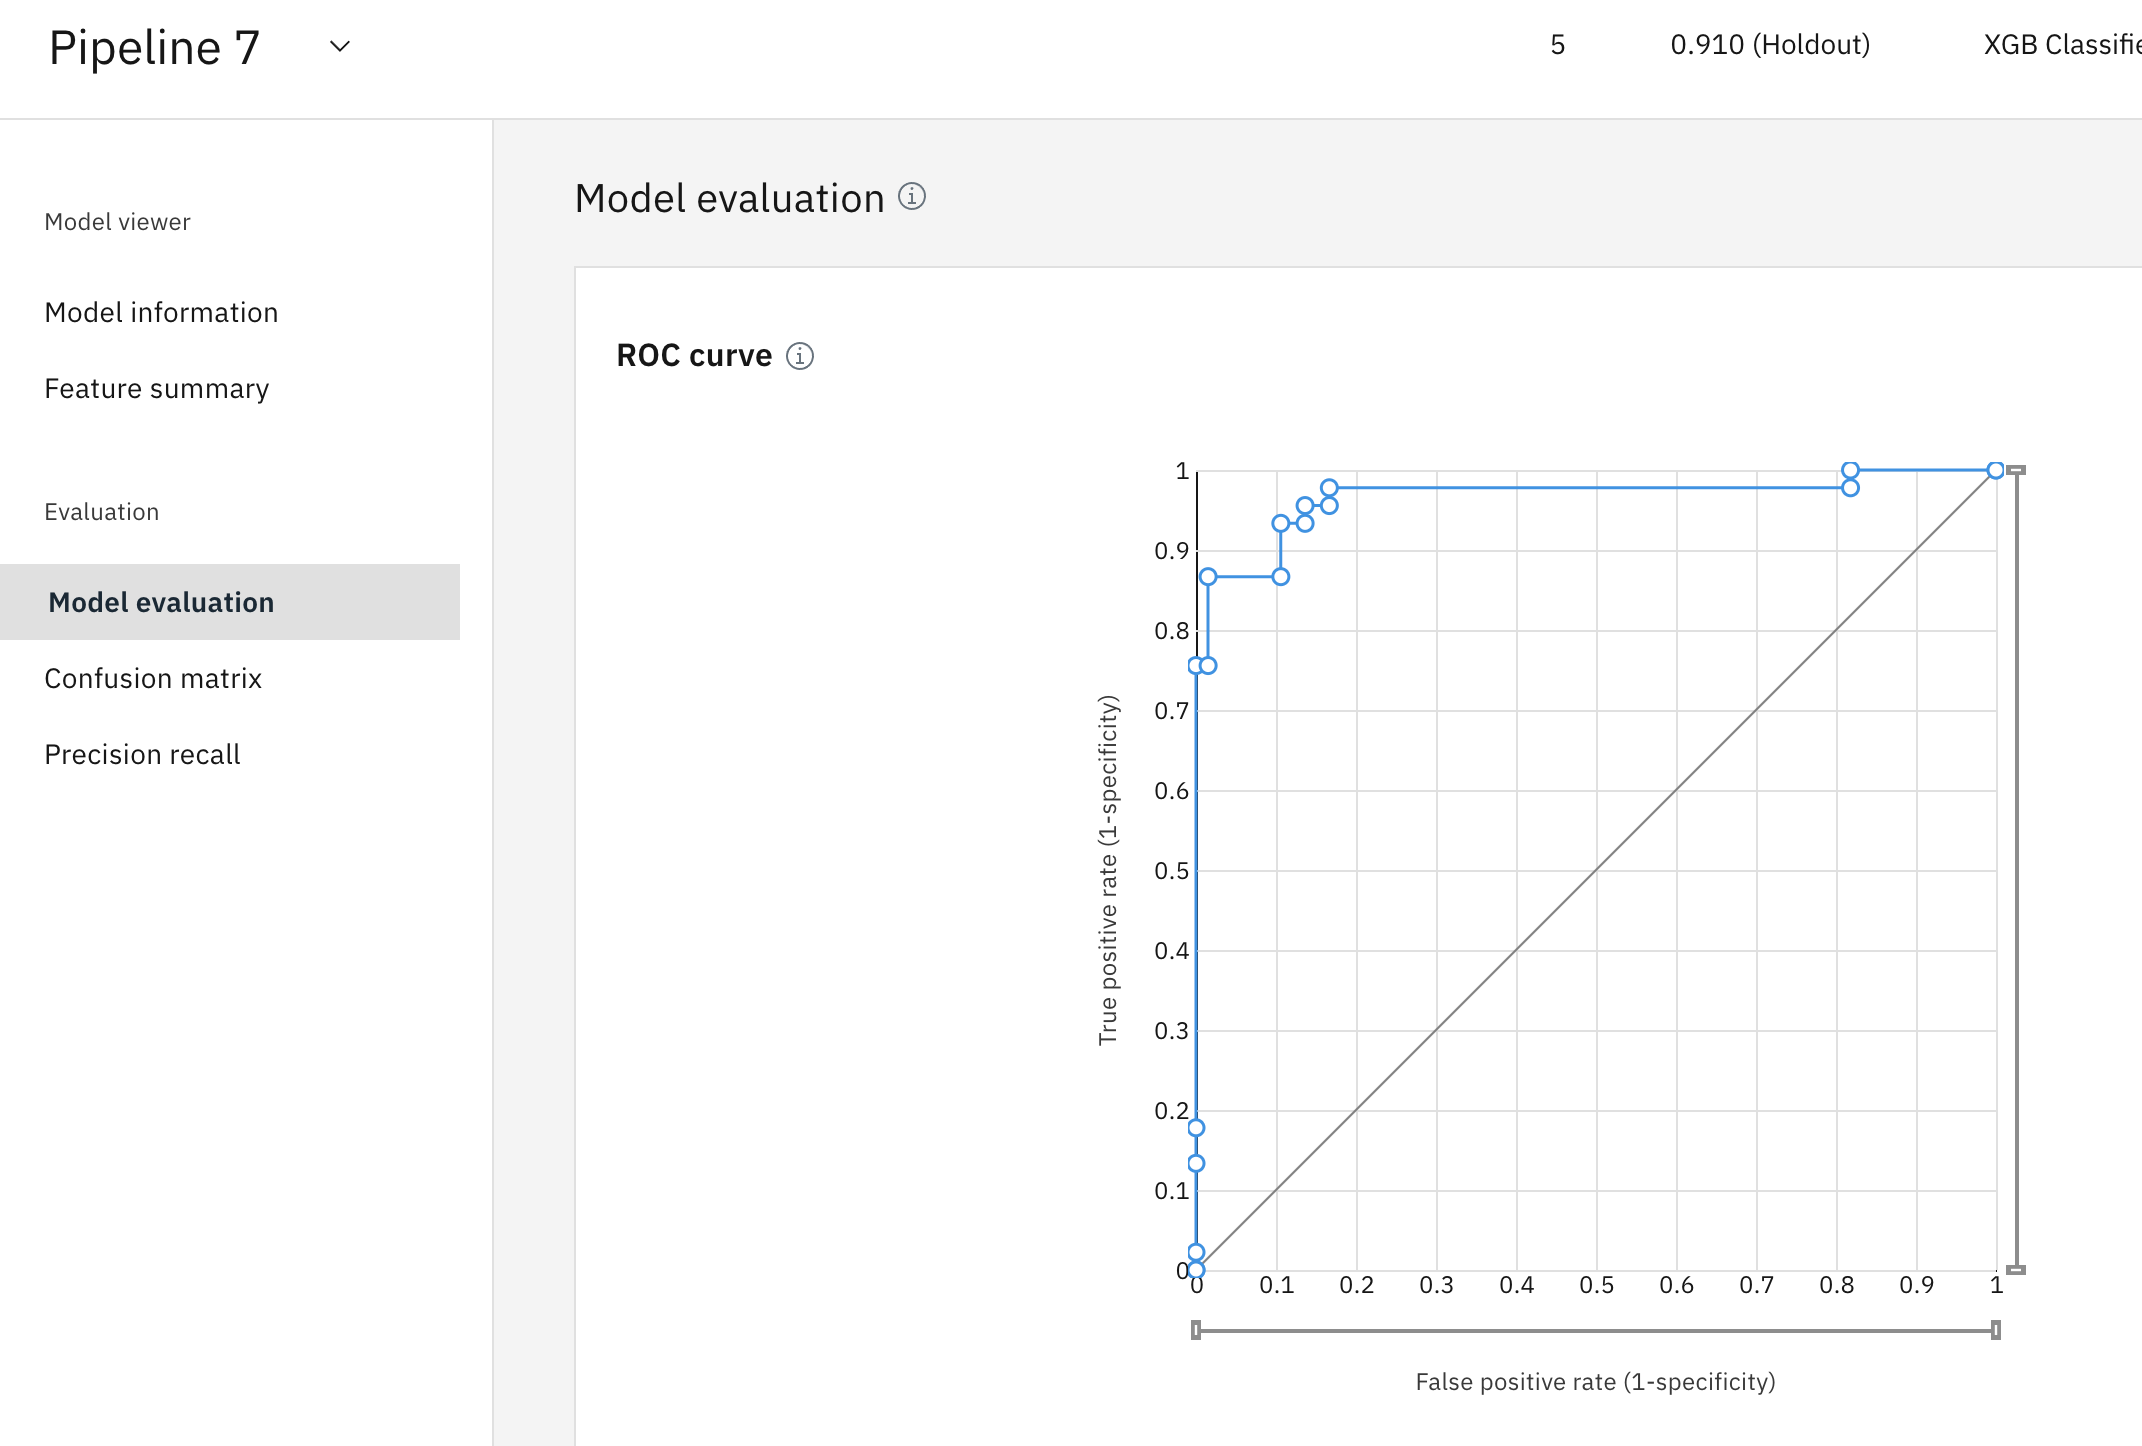 Pipeline 7
5
0.910 (Holdout)
XGB Classifie
Model viewer
Model information
Feature summary
Evaluation
Model evaluation
Confusion matrix
Precision recall
Model evaluation
ROC curve
True positive rate (1-specificity)
1
0.9
0.8
0.7
0.6
0.5
0.4
0.3
0.2
0.1
0
0 0.1 0.2 0.3 0.4 0.5 0.6 0.7 0.8 0.9 1
False positive rate (1-specificity)